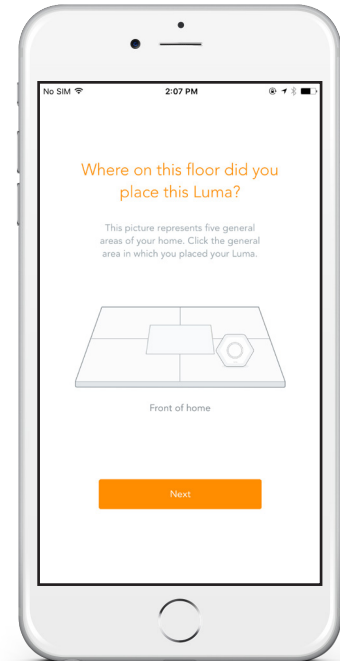 No SIM 2:07 PM
Where on this floor did you
place this Luma?
This picture represents five general
areas of your home. Click the general
area in which you placed your Luma.
Front of home
Next